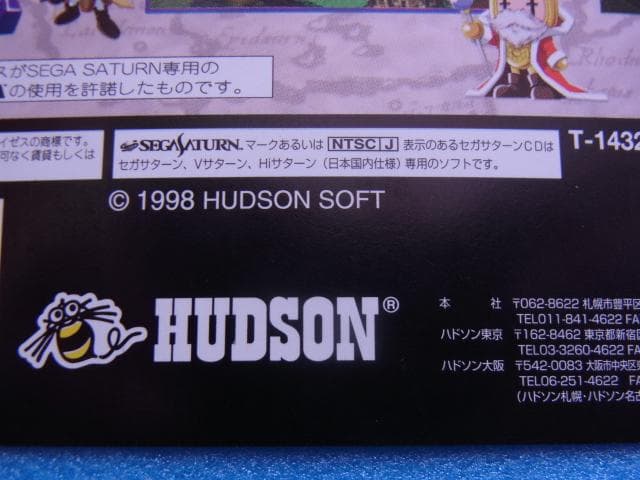 スがSEGA SATURN専用の
の使用を許諾したものです。
イゼスの商標です。
可なく賃貸もしくは
SEGA SATURN マークあるいは NTSC J 表示のあるセガサターンCDは
セガサターン、Vサターン、Hiサターン（日本国内仕様）専用のソフトです。
T-1432
© 1998 HUDSON SOFT
HUDSON®
本 社 〒062-8622 札幌市豊平区
TEL011-841-4622 FA
ハドソン東京 〒162-8462 東京都新宿
TEL03-3260-4622 FA
ハドソン大阪 〒542-0083 大阪市中央区
TEL06-251-4622 FA
（ハドソン札幌・ハドソン名古